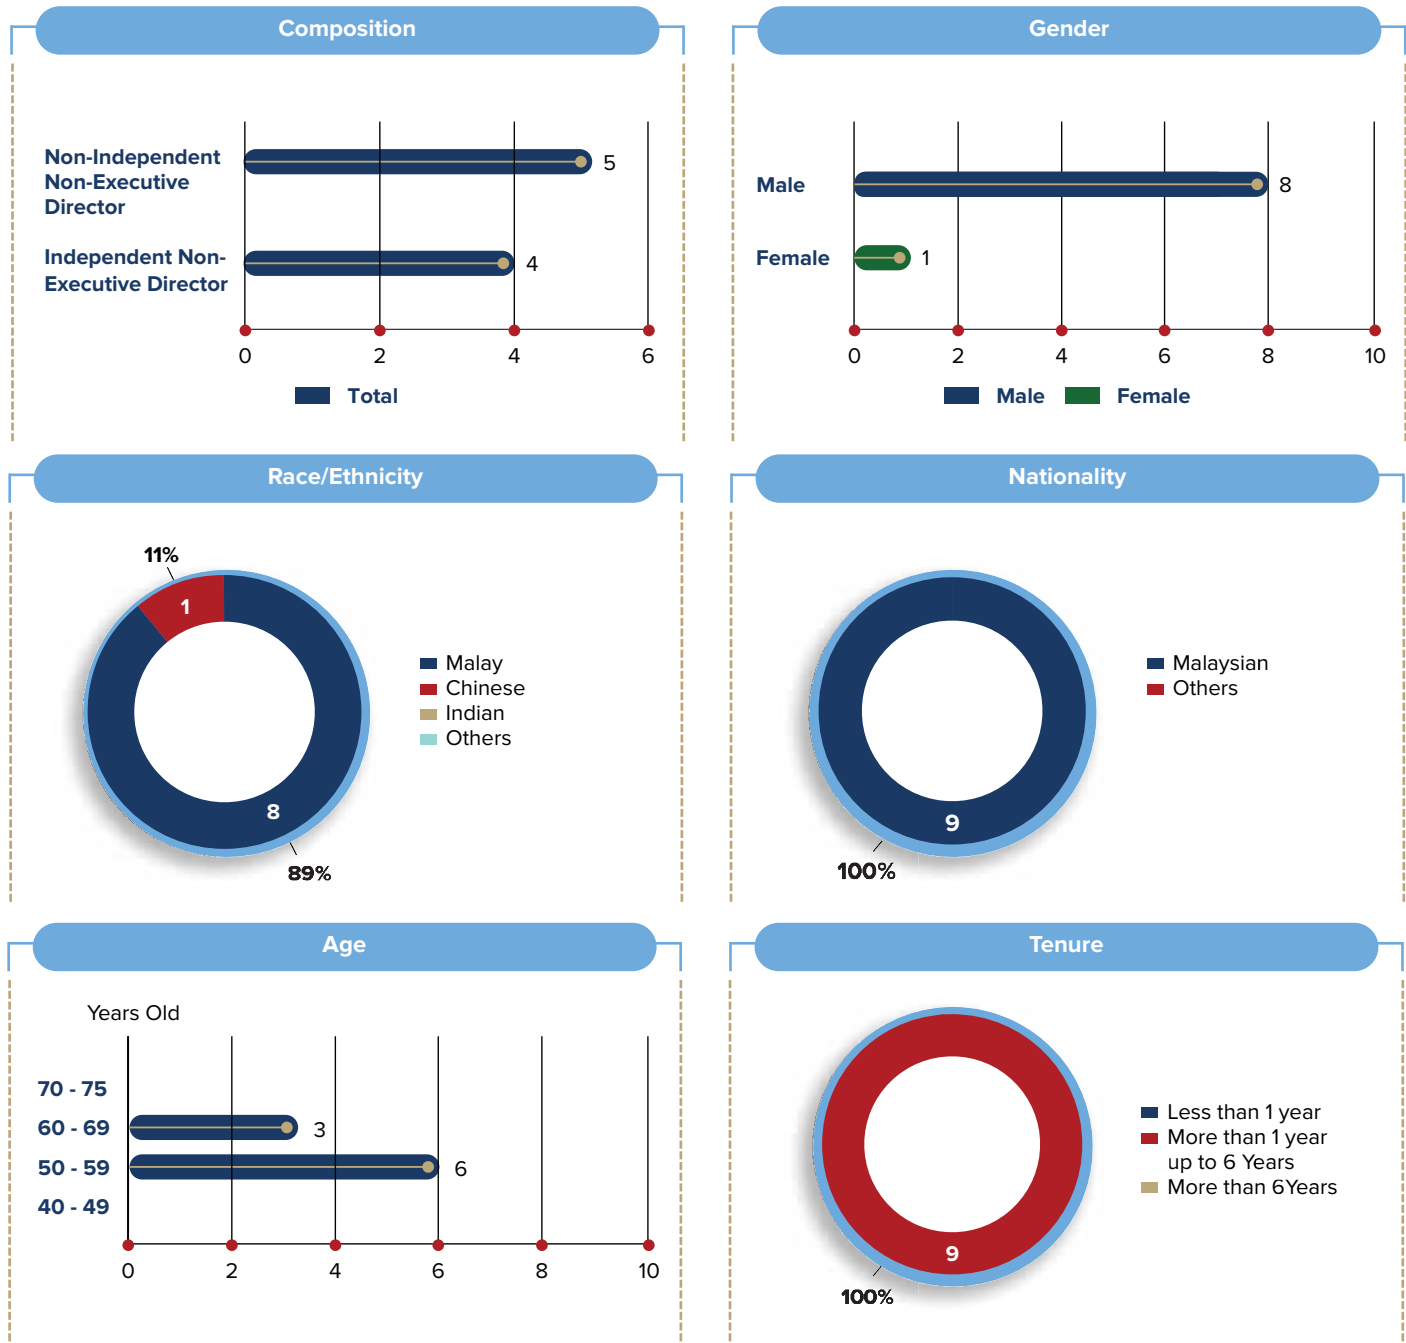 Composition
Non-Independent
Non-Executive
Director
5
Independent Non-
Executive Director
4
0 2 4 6
Total
Gender
Male
8
Female
1
0 2 4 6 8 10
Male Female
Race/Ethnicity
11%
1
8
89%
Malay
Chinese
Indian
Others
Nationality
9
100%
Malaysian
Others
Age
Years Old
70 - 75
60 - 69
3
50 - 59
6
40 - 49
0 2 4 6 8 10
Tenure
9
100%
Less than 1 year
More than 1 year
up to 6 Years
More than 6Years